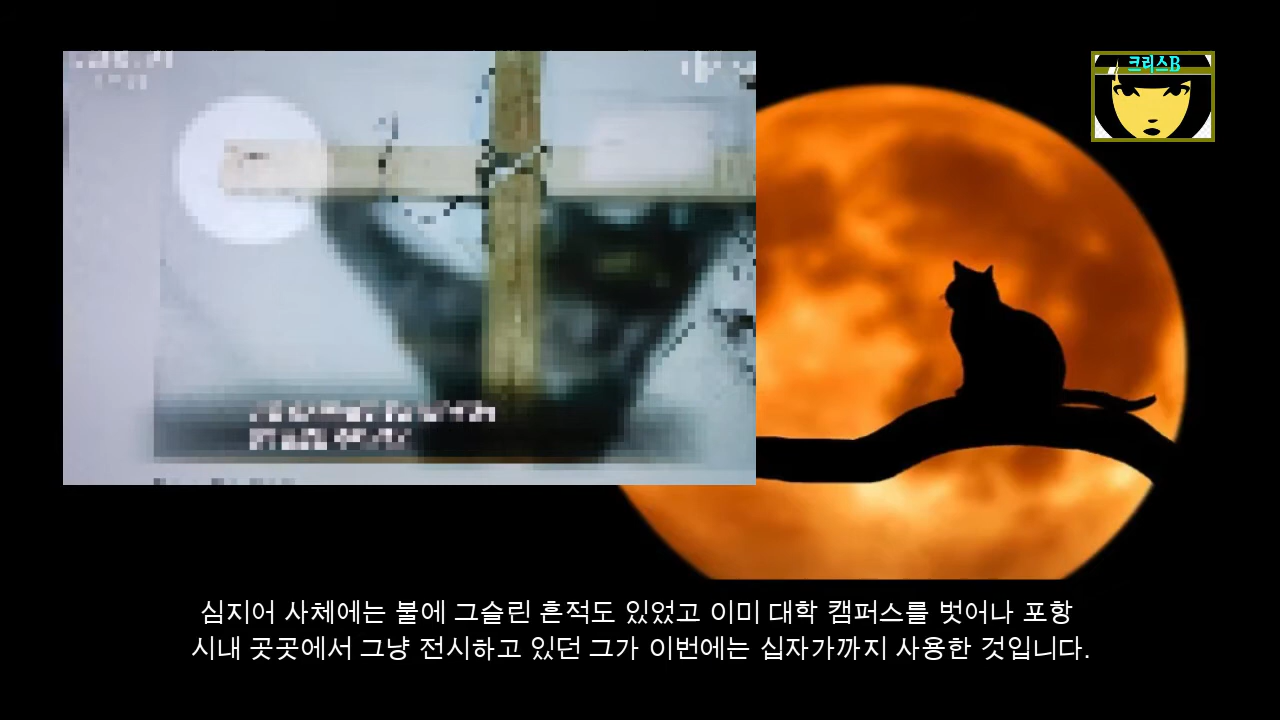 크리스B
심지어 사체에는 불에 그슬린 흔적도 있었고 이미 대학 캠퍼스를 벗어나 포항
시내 곳곳에서 그냥 전시하고 있던 그가 이번에는 십자가까지 사용한 것입니다.